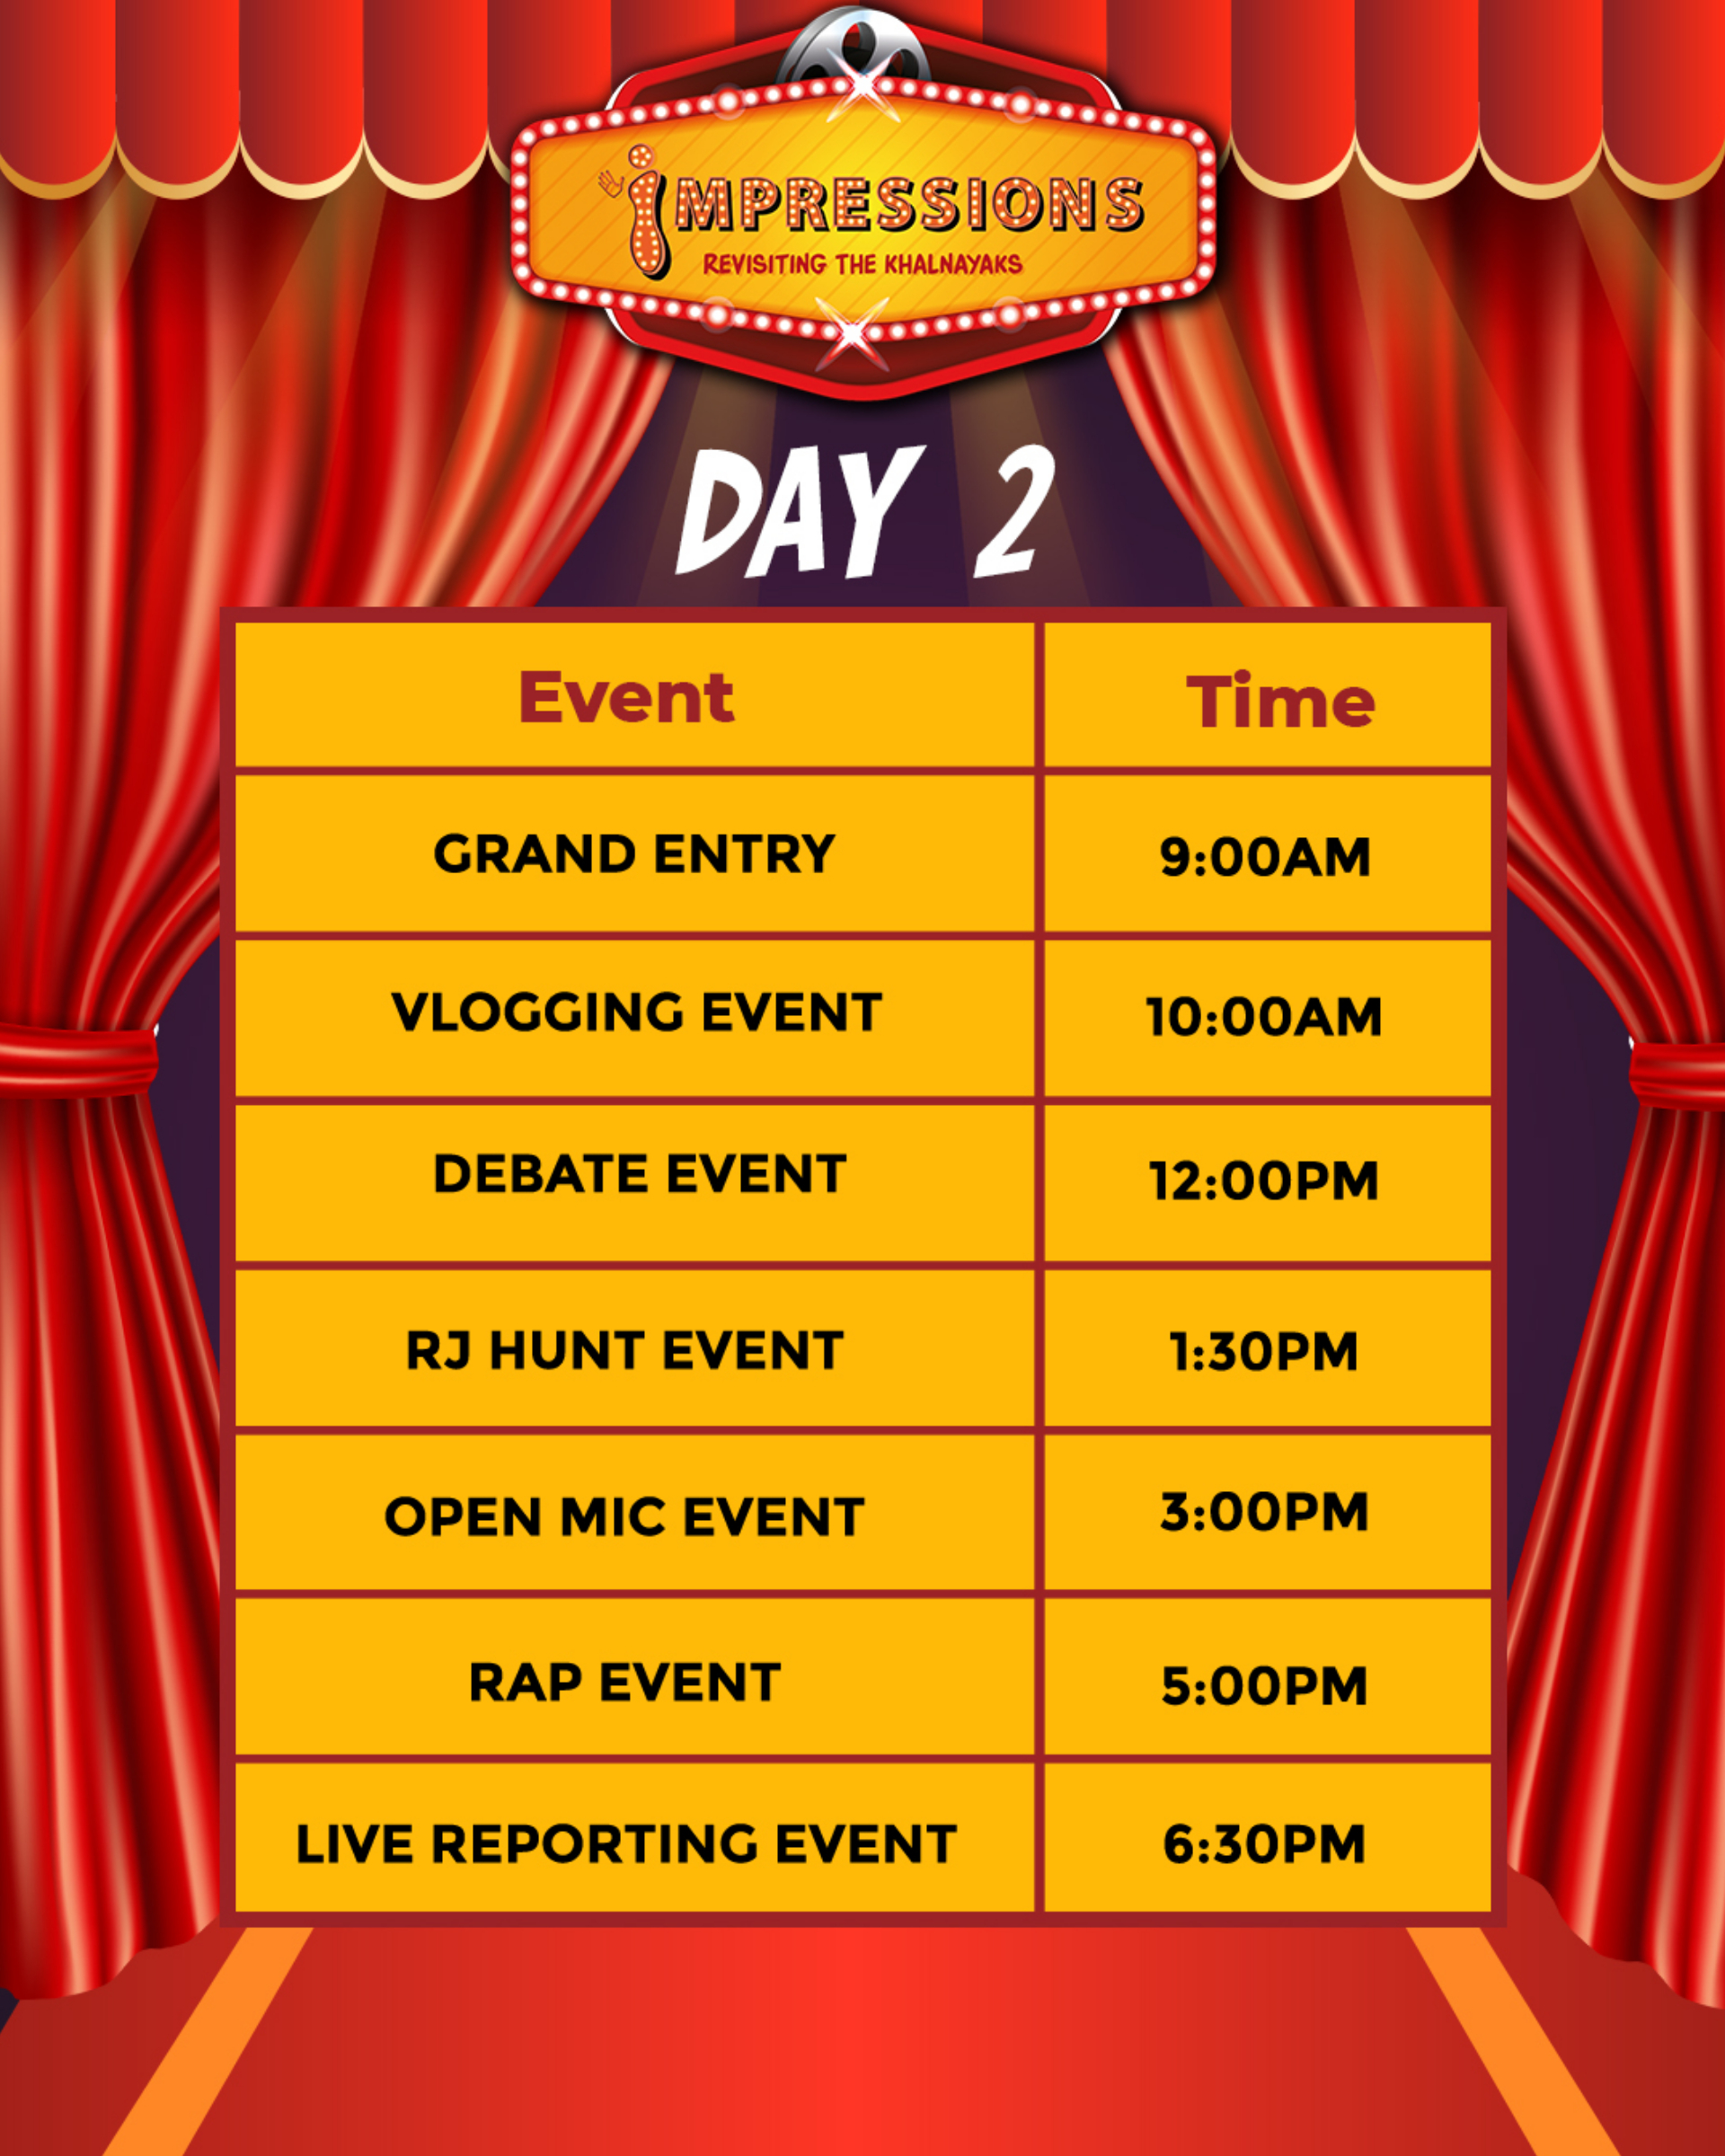 iMPRESSIONS
REVISITING THE KHALNAYAKS
DAY 2
Event Time
GRAND ENTRY 9:00AM
VLOGGING EVENT 10:00AM
DEBATE EVENT 12:00PM
RJ HUNT EVENT 1:30PM
OPEN MIC EVENT 3:00PM
RAP EVENT 5:00PM
LIVE REPORTING EVENT 6:30PM